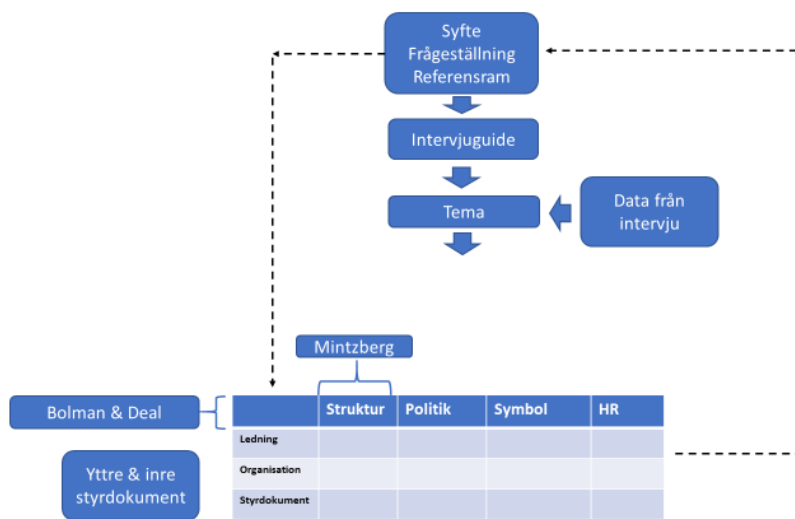 Syfte
Frågeställning
Referensram
Intervjuguide
Tema
Data från
intervju
Mintzberg
Bolman & Deal
Struktur Politik Symbol HR
Ledning
Yttre & inre
styrdokument
Organisation
Styrdokument